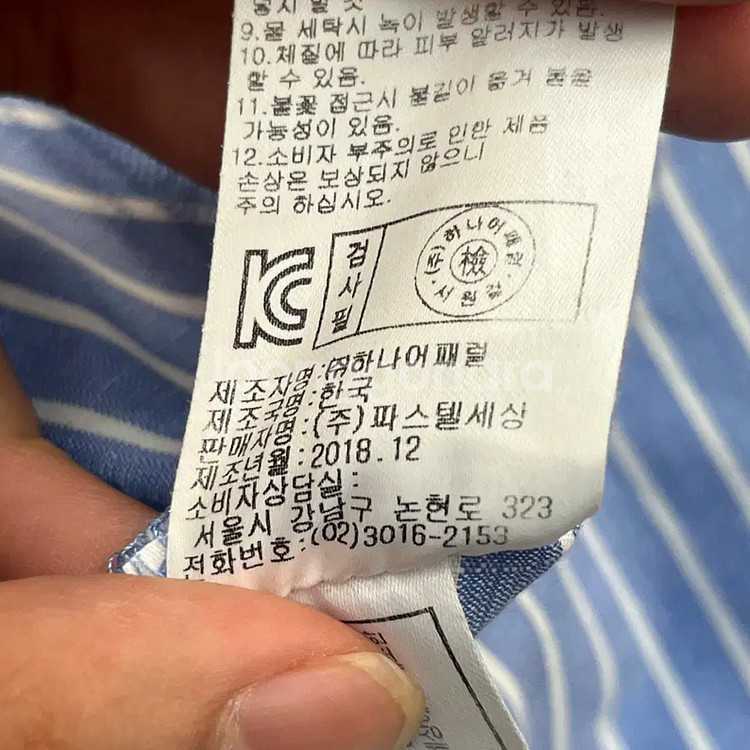 9.물 세탁시 녹이 발생할 수 있음.
10.체질에 따라 피부 알러지가 발생
할 수 있음.
11.불꽃 접근시 불길이 옮겨 붙을
가능성이 있음.
12.소비자 부주의로 인한 제품
손상은 보상되지 않으니
주의 하십시오.
KC
검사필
(주)하나어패럴
檢
제조자명:㈜하나어패럴
제조국명:한국
판매자명:(주)파스텔세상
제조년월:2018.12
소비자상담실:
서울시 강남구 논현로 323
전화번호:(02)3016-2153